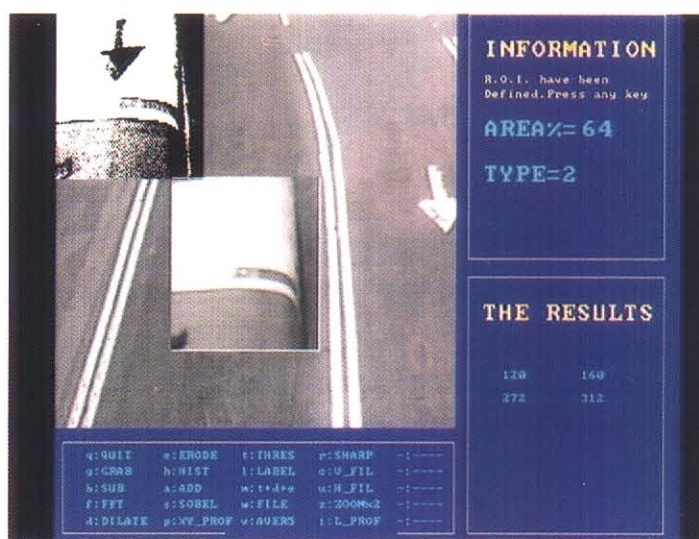 INFORMATION
R.O.I. have been
Defined.Press any key
AREA%=64
TYPE=2
THE RESULTS
120 160
272 312
q:QUIT e:ERODE t:THRES r:SHARP -:----
g:GRAB h:HIST l:LABEL c:V_FIL -:----
b:SUB a:ADD m:t+d+e u:H_FIL -:----
f:FFT s:SOBEL w:FILE z:ZOOMx2 -:----
d:DILATE p:XY_PROF v:AVER5 i:L_PROF -:----